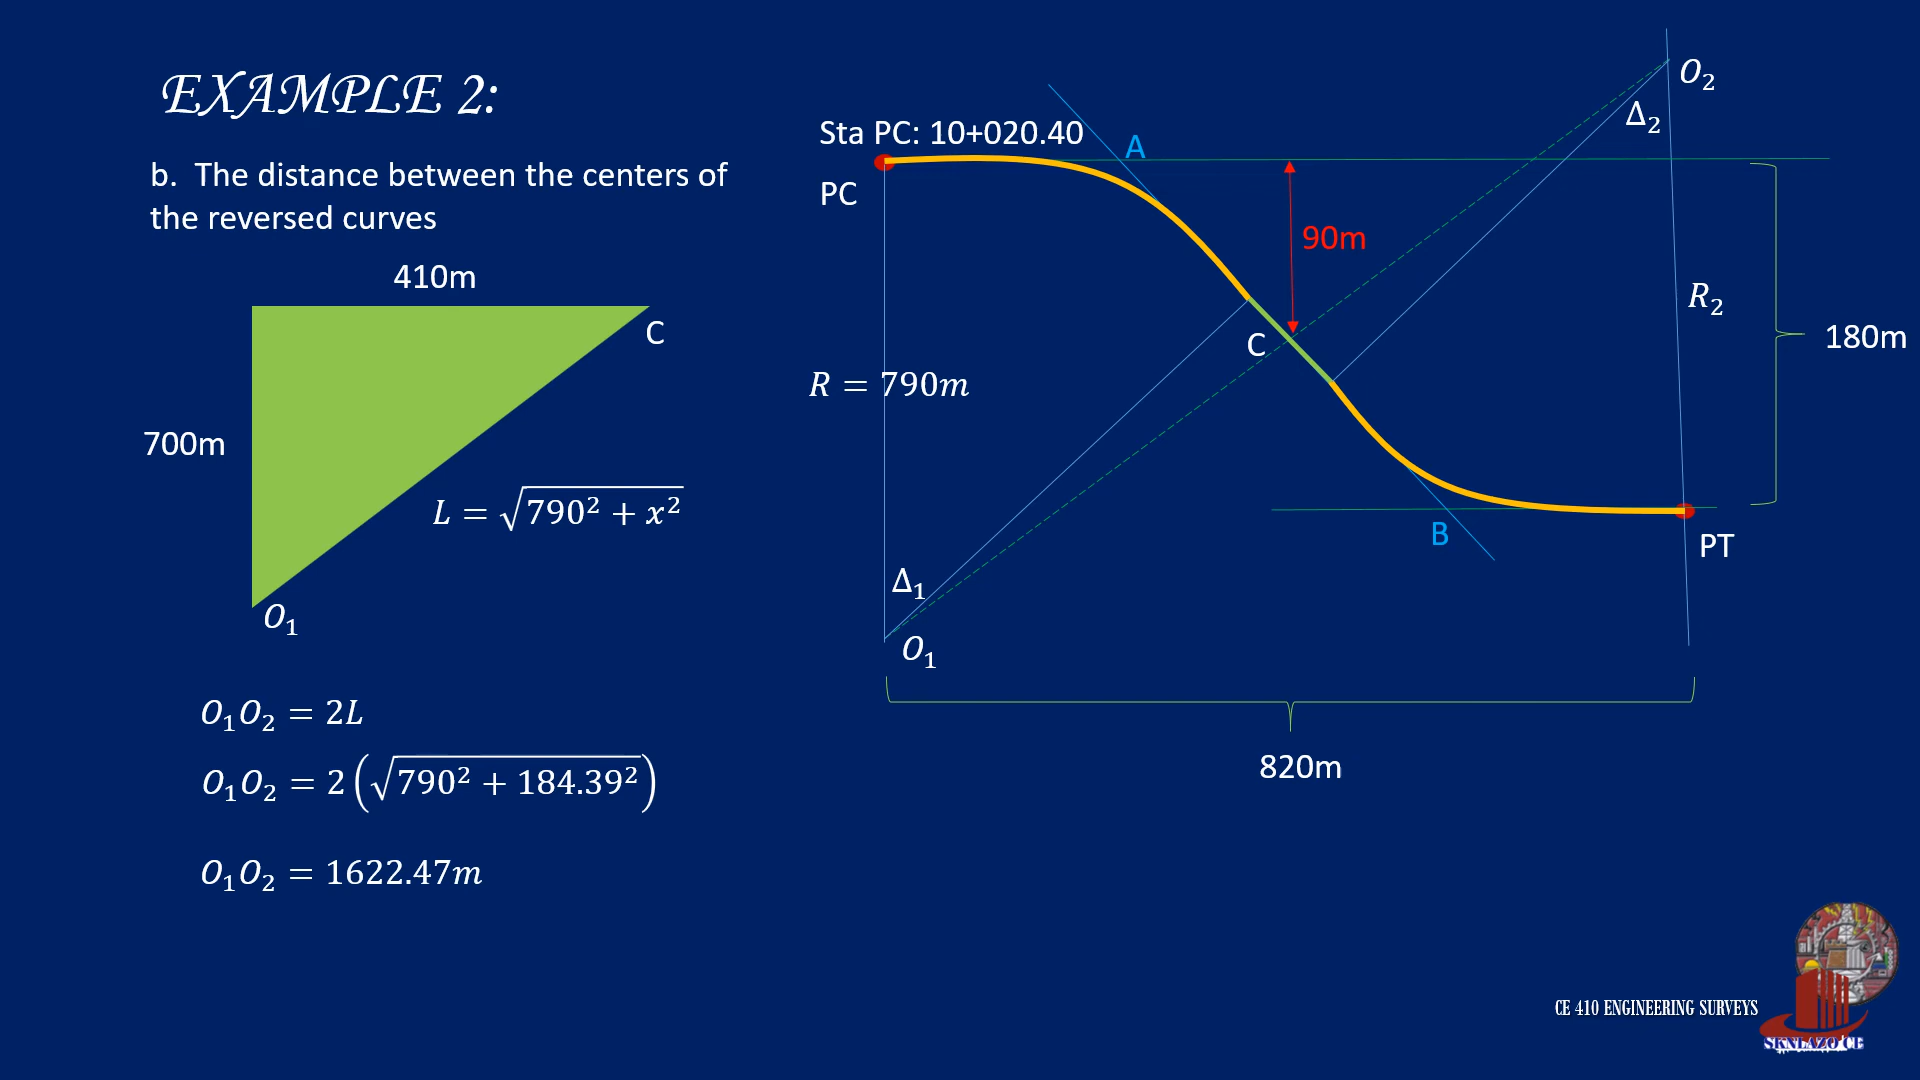 EXAMPLE 2:
b. The distance between the centers of
the reversed curves
410m
C
700m
L = √(790² + x²)
O₁
O₁O₂ = 2L
O₁O₂ = 2(√(790² + 184.39²))
O₁O₂ = 1622.47m
O₂
Δ₂
Sta PC: 10+020.40
A
PC
90m
R₂
C
180m
R = 790m
B
PT
Δ₁
O₁
820m
CE 410 ENGINEERING SURVEYS
SKNLAZO CE